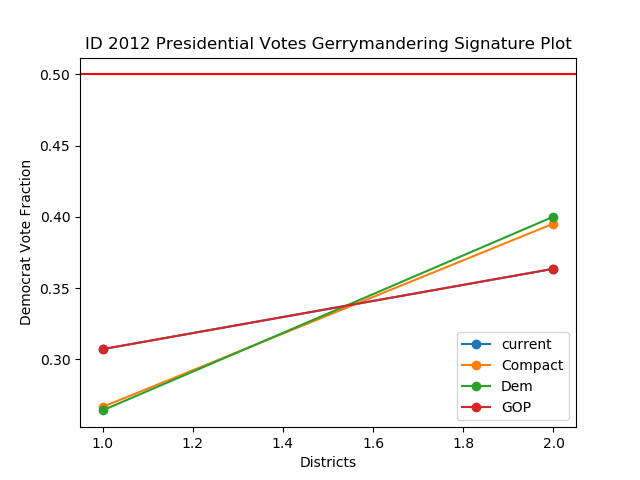 ID 2012 Presidential Votes Gerrymandering Signature Plot
0.50
0.45
0.40
0.35
0.30
Democrat Vote Fraction
current
Compact
Dem
GOP
1.0 1.2 1.4 1.6 1.8 2.0
Districts